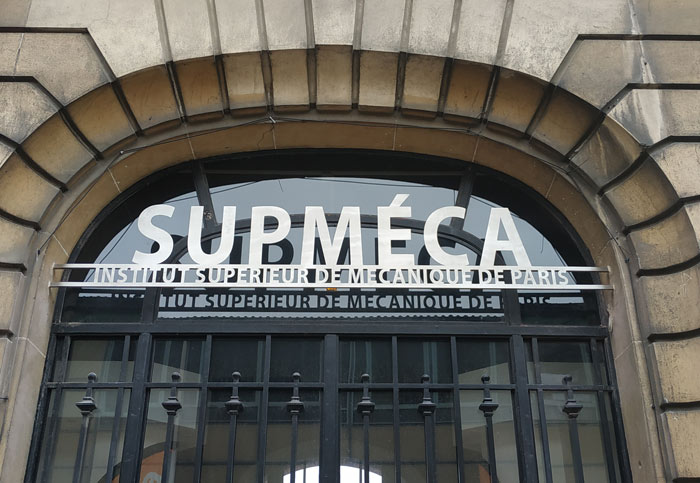 SUPMÉCA
INSTITUT SUPERIEUR DE MECANIQUE DE PARIS